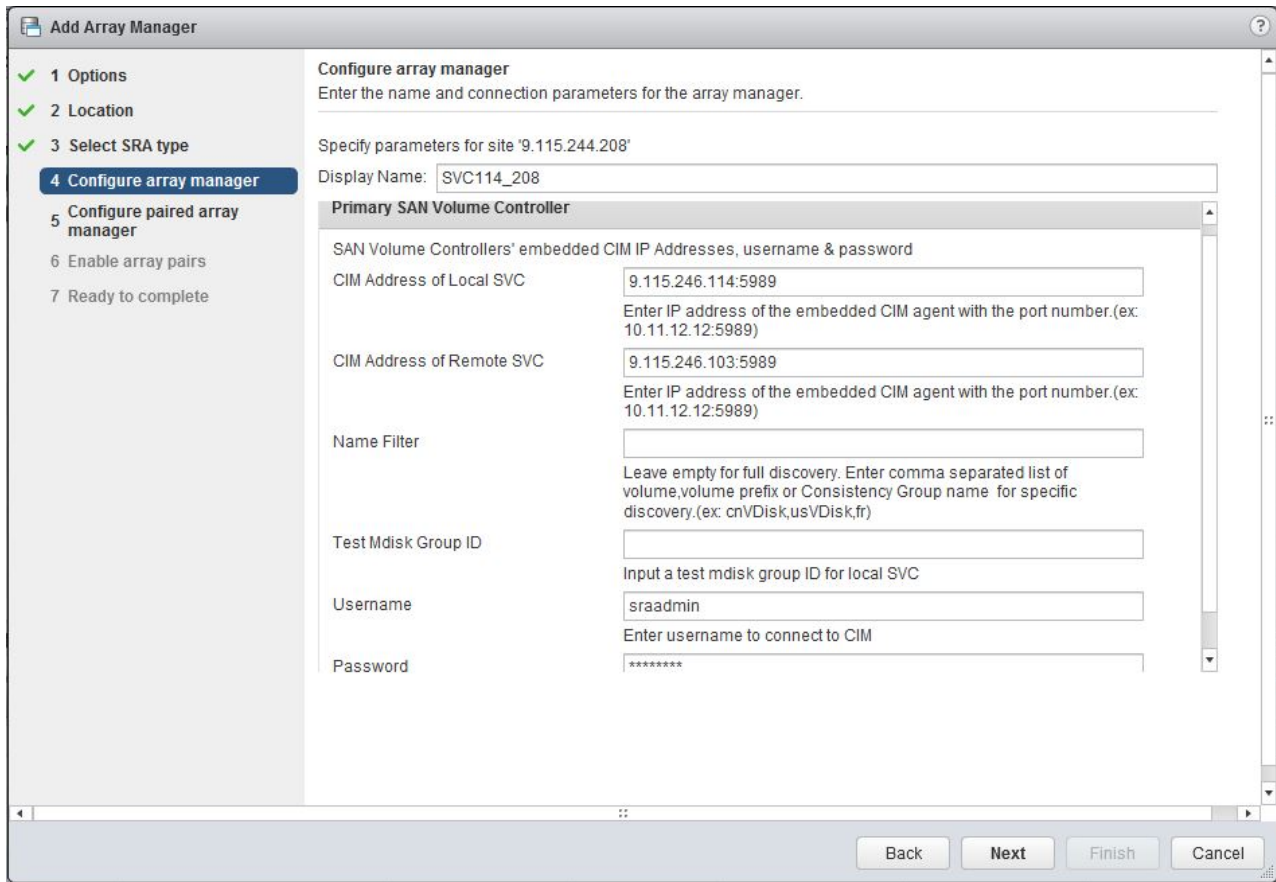 Add Array Manager
?
1 Options
2 Location
3 Select SRA type
4 Configure array manager
5 Configure paired array
manager
6 Enable array pairs
7 Ready to complete
Configure array manager
Enter the name and connection parameters for the array manager.
Specify parameters for site '9.115.244.208'
Display Name: SVC114_208
Primary SAN Volume Controller
SAN Volume Controllers' embedded CIM IP Addresses, username & password
CIM Address of Local SVC 9.115.246.114:5989
Enter IP address of the embedded CIM agent with the port number.(ex:
10.11.12.12:5989)
CIM Address of Remote SVC 9.115.246.103:5989
Enter IP address of the embedded CIM agent with the port number.(ex:
10.11.12.12:5989)
Name Filter
Leave empty for full discovery. Enter comma separated list of
volume,volume prefix or Consistency Group name for specific
discovery.(ex: cnVDisk,usVDisk,fr)
Test Mdisk Group ID
Input a test mdisk group ID for local SVC
Username sraadmin
Enter username to connect to CIM
Password ********
Back Next Finish Cancel